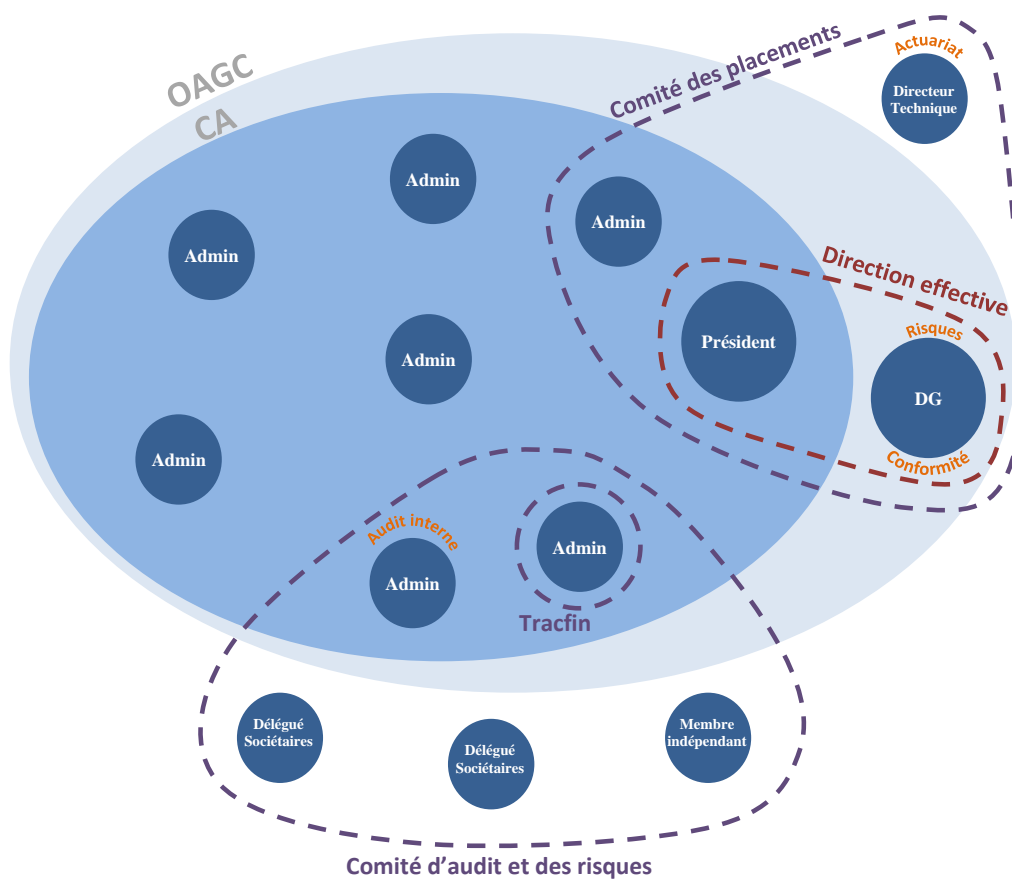 OAGC
CA
Comité des placements
Actuariat
Directeur
Technique
Admin
Admin
Admin
Direction effective
Président
Risques
DG
Conformité
Admin
Admin
Audit interne
Admin
Admin
Tracfin
Délégué
Sociétaires
Délégué
Sociétaires
Membre
indépendant
Comité d’audit et des risques